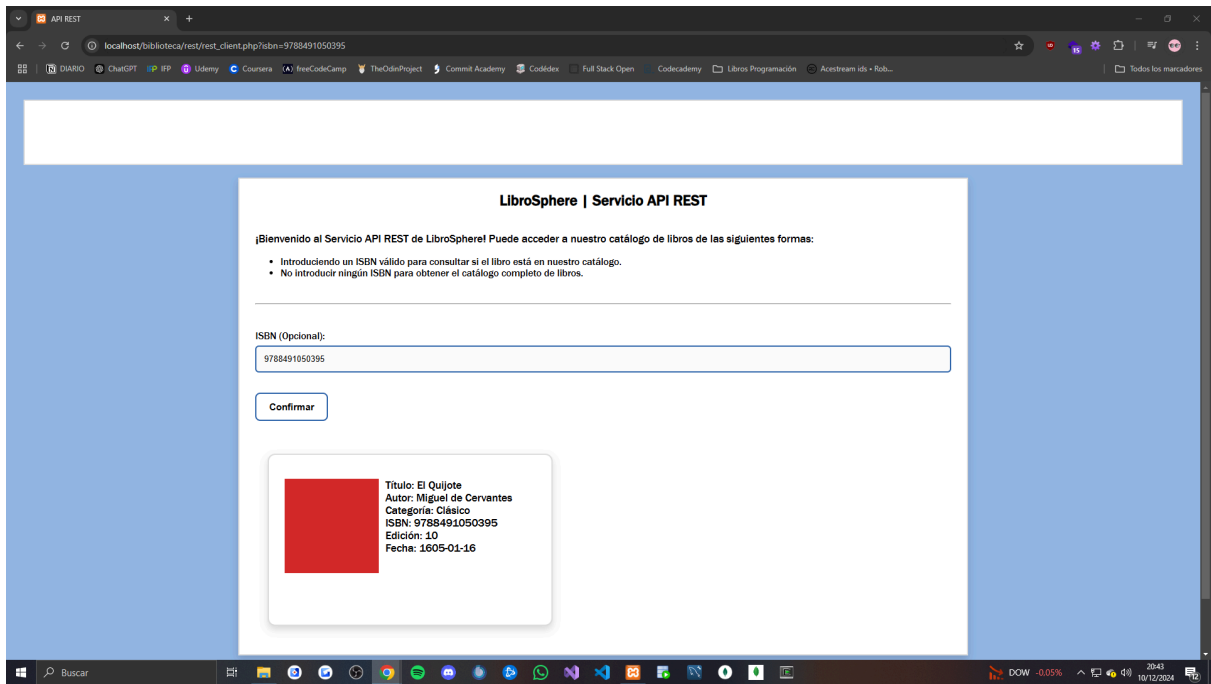 API REST
localhost/biblioteca/rest/rest_client.php?isbn=9788491050395
15
DIARIO ChatGPT IFP Udemy Coursera freeCodeCamp TheOdinProject Commit Academy Codédex Full Stack Open Codecademy Libros Programación Acestream ids • Rob... Todos los marcadores
LibroSphere | Servicio API REST
¡Bienvenido al Servicio API REST de LibroSphere! Puede acceder a nuestro catálogo de libros de las siguientes formas:
• Introduciendo un ISBN válido para consultar si el libro está en nuestro catálogo.
• No introducir ningún ISBN para obtener el catálogo completo de libros.
ISBN (Opcional):
9788491050395
Confirmar
Título: El Quijote
Autor: Miguel de Cervantes
Categoría: Clásico
ISBN: 9788491050395
Edición: 10
Fecha: 1605-01-16
Buscar
DOW -0.05%
20:43
10/12/2024
12